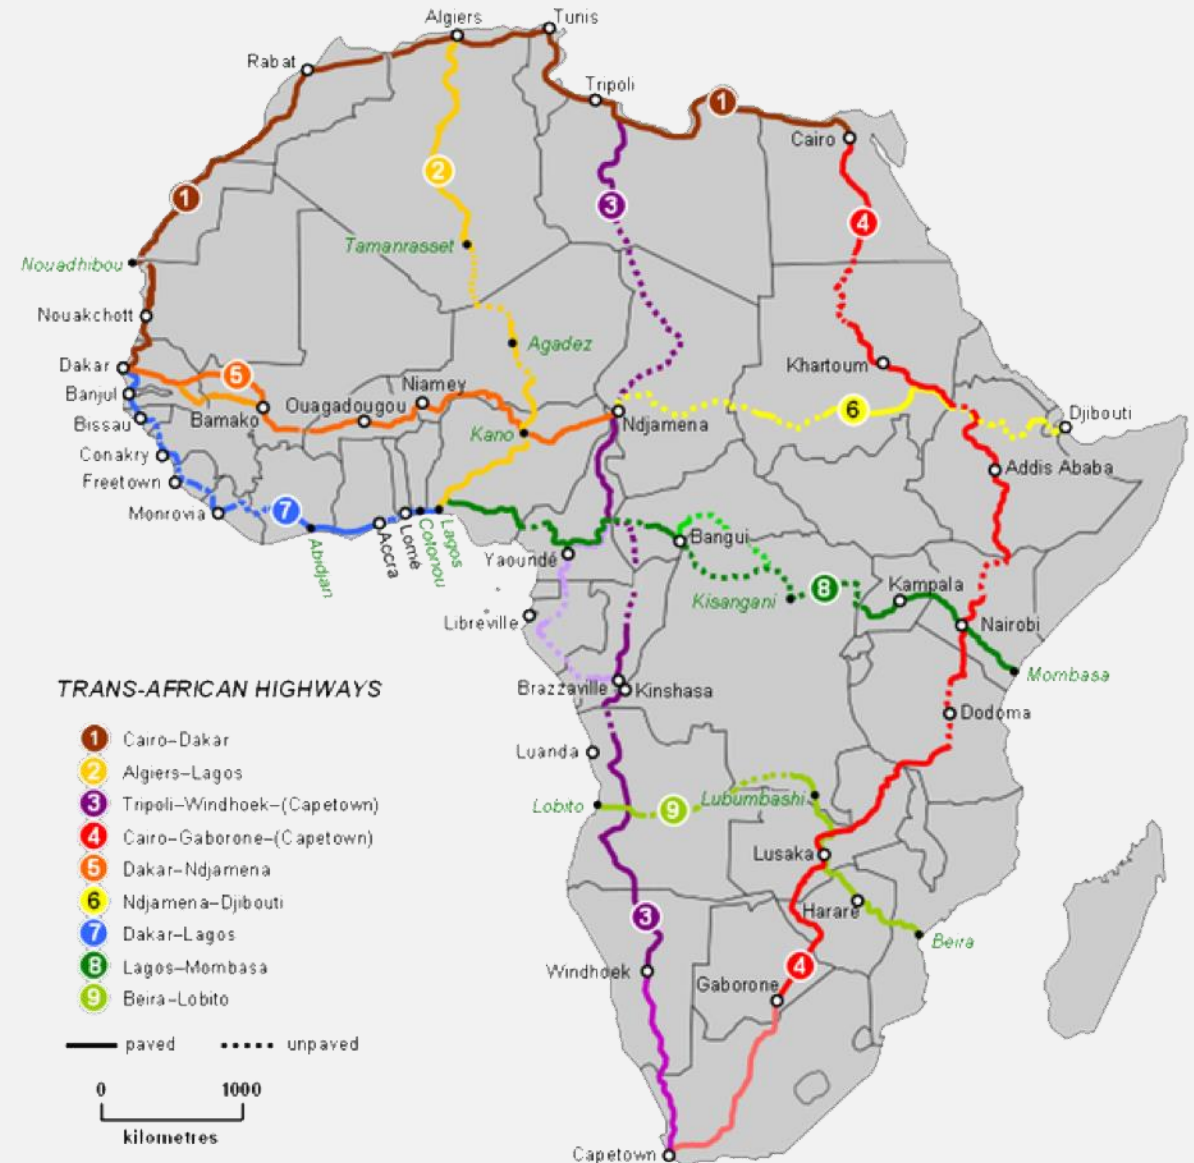 Algiers
Tunis
Rabat
Tripoli
1
Cairo
2
1
3
4
Tamanrasset
Nouadhibou
Nouakchott
Agadez
Dakar
5
Khartoum
Banjul
Niamey
Ouagadougou
6
Djibouti
Bissau
Bamako
Ndjamena
Kano
Conakry
Addis Ababa
Freetown
Monrovia
7
Abidjan
Accra
Lomé
Cotonou
Lagos
Bangui
Yaoundé
Kisangani
8
Kampala
Libreville
Nairobi
Mombasa
Brazzaville
Kinshasa
Dodoma
Luanda
Lobito
9
Lubumbashi
Lusaka
Harare
3
Beira
Windhoek
4
Gaborone
Capetown
TRANS-AFRICAN HIGHWAYS
1 Cairo–Dakar
2 Algiers–Lagos
3 Tripoli–Windhoek–(Capetown)
4 Cairo–Gaborone–(Capetown)
5 Dakar–Ndjamena
6 Ndjamena–Djibouti
7 Dakar–Lagos
8 Lagos–Mombasa
9 Beira–Lobito
paved unpaved
0 1000
kilometres